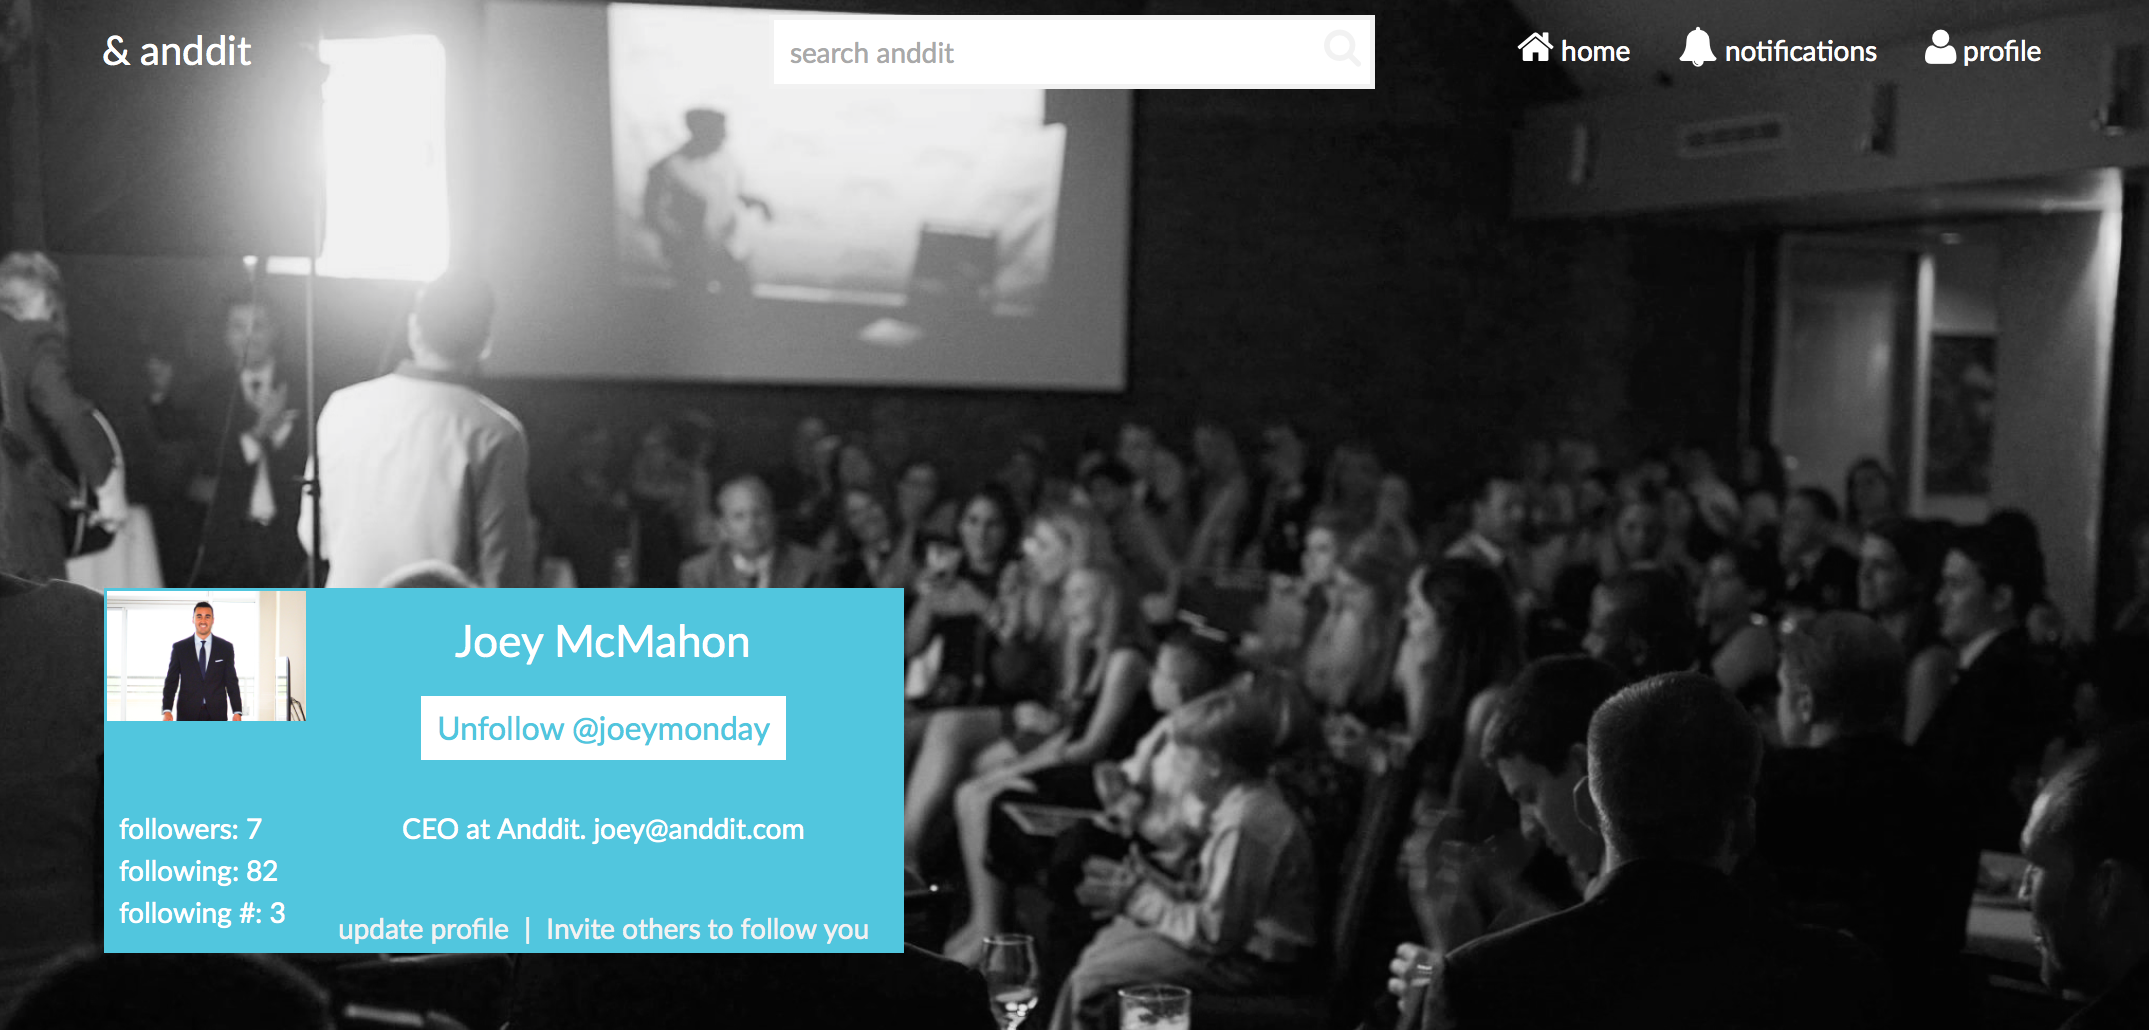 & anddit
search anddit
home
notifications
profile
Joey McMahon
Unfollow @joeymonday
followers: 7
following: 82
following #: 3
CEO at Anddit. joey@anddit.com
update profile | Invite others to follow you